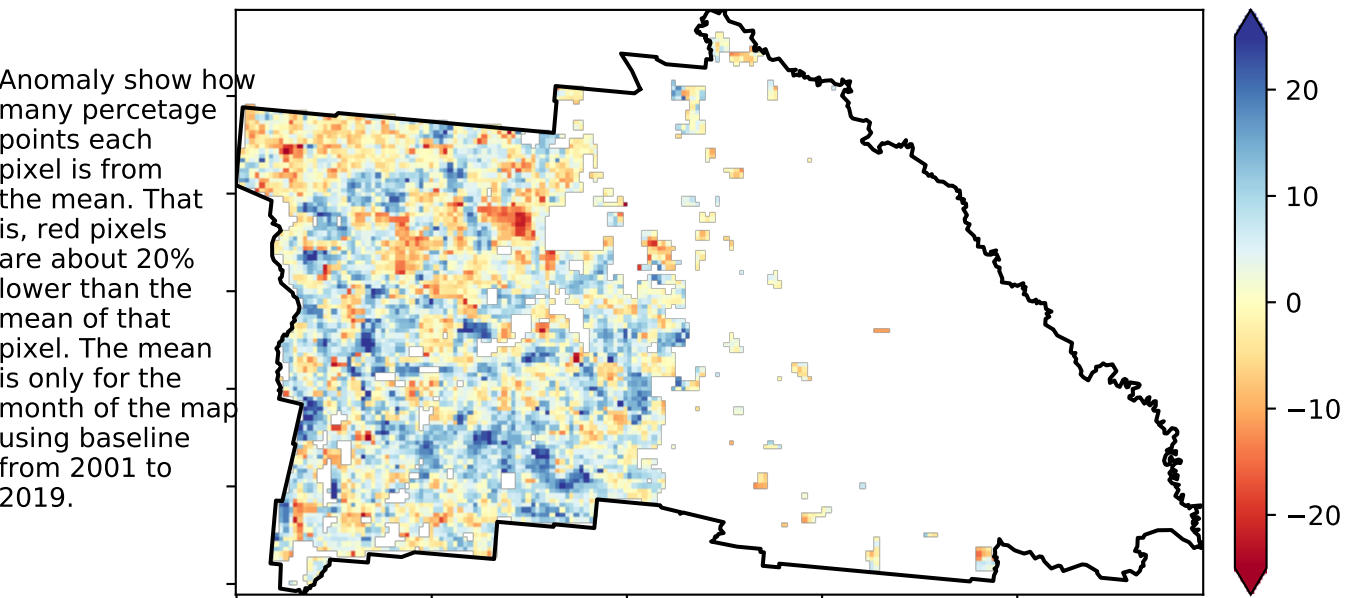 Anomaly show how
many percetage
points each
pixel is from
the mean. That
is, red pixels
are about 20%
lower than the
mean of that
pixel. The mean
is only for the
month of the map
using baseline
from 2001 to
2019.
20
10
0
−10
−20